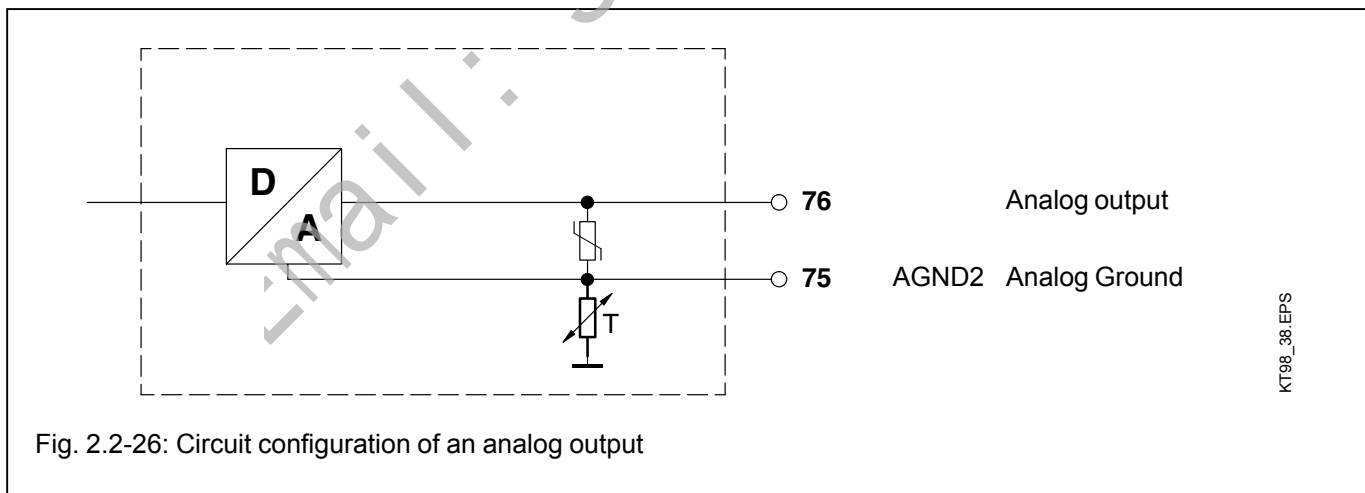 Email:
D
A
76 Analog output
75 AGND2 Analog Ground
T
KT98_38.EPS
Fig. 2.2-26: Circuit configuration of an analog output